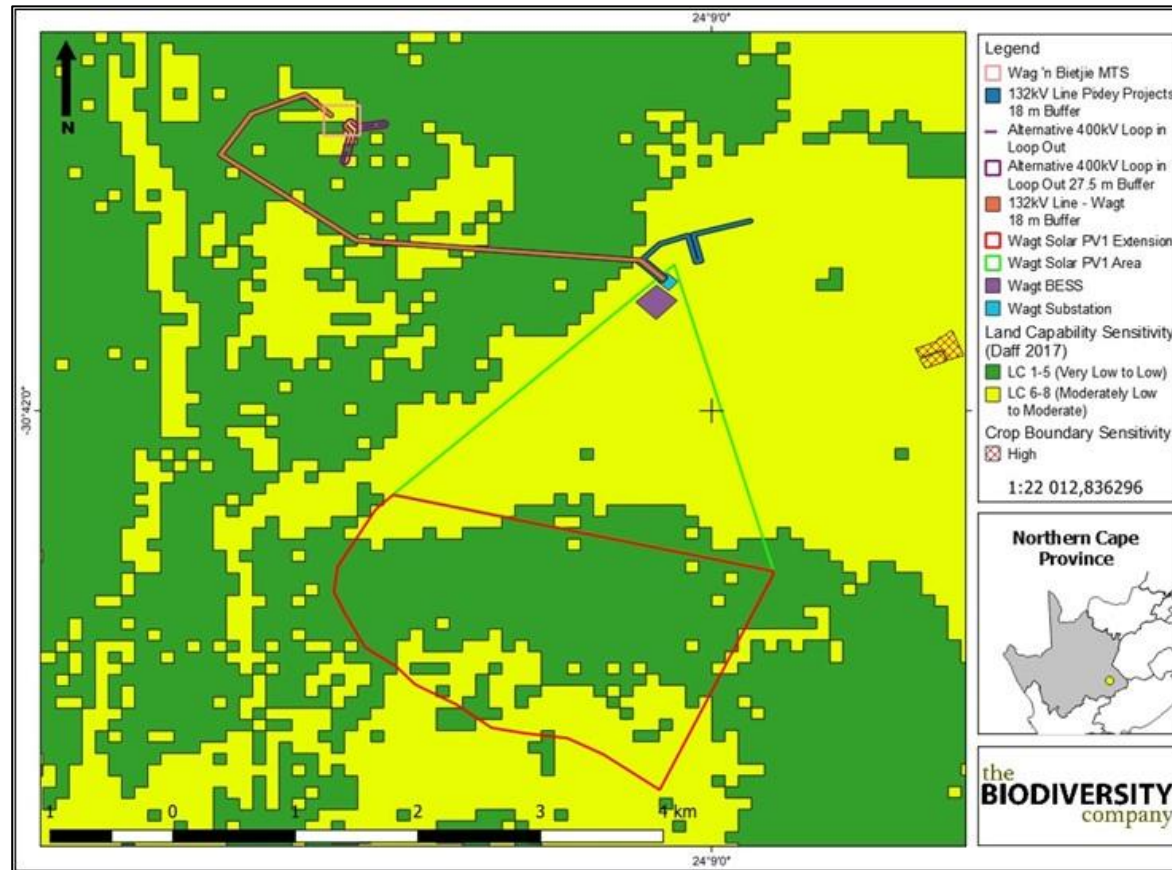 24°9'0"
N
-30°42'0"
1 0 1 2 3 4 km
24°9'0"
Legend
Wag 'n Bietjie MTS
132kV Line Pixley Projects
18 m Buffer
Alternative 400kV Loop in
Loop Out
Alternative 400kV Loop in
Loop Out 27.5 m Buffer
132kV Line - Wagt
18 m Buffer
Wagt Solar PV1 Extension
Wagt Solar PV1 Area
Wagt BESS
Wagt Substation
Land Capability Sensitivity
(Daff 2017)
LC 1-5 (Very Low to Low)
LC 6-8 (Moderately Low
to Moderate)
Crop Boundary Sensitivity
High
1:22 012,836296
Northern Cape
Province
the
BIODIVERSITY
company